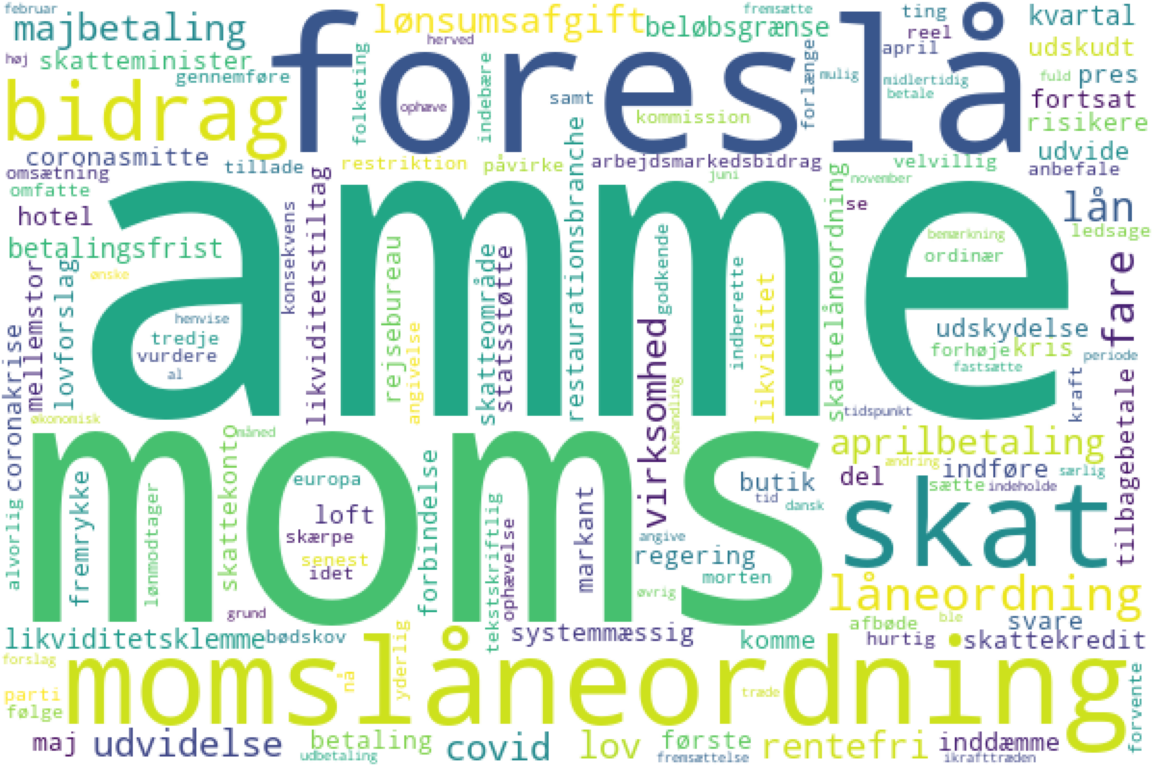 februar
majbetaling
høj
skatteminister
gennemføre
bidrag
foreslå
lønsumsafgift
herved
folketing
ophæve
indebære
samt
beløbsgrænse
fremsætte
kommission
forlænge
mulig
ting
reel
april
midlertidig
betale
kvartal
udskudt
fuld
pres
fortsat
risikere
coronasmitte
omsætning
omfatte
tillade
restriktion
påvirke
restaurationsbranche
arbejdsmarkedsbidrag
juni
velvillig
november
udvide
anbefale
hotel
betalingsfrist
ønske
amme
konsekvens
likviditetstiltag
henvise
tredje
vurdere
al
rejsebureau
angivelse
skatteområde
statsstøtte
godkende
virksomhed
behandling
indberette
likviditet
skattelåneordning
se
lån
ledsage
bemærkning
ordinær
fare
udskydelse
forhøje
kris
fastsætte
periode
kraft
tidspunkt
tilbagebetale
coronakrise
mellemstor
lovforslag
økonomisk
moms
måned
skattekonto
alvorlig
fremrykke
lønmodtager
europa
loft
skærpe
senest
idet
grund
forbindelse
tekstskriftlig
ophævelse
markant
angive
regering
morten
øvrig
butik
tid
dansk
aprilbetaling
ændring
del
indføre
særlig
sætte
indeholde
skat
låneordning
afbøde
ble
svare
hurtig
skattekredit
likviditetsklemme
bødskov
yderlig
systemmæssig
komme
forslag
parti
følge
momslåneordning
nå
træde
forvente
maj
udvidelse
betaling
udbetaling
covid
lov
første
fremsættelse
rentefri
inddæmme
ikrafttræden